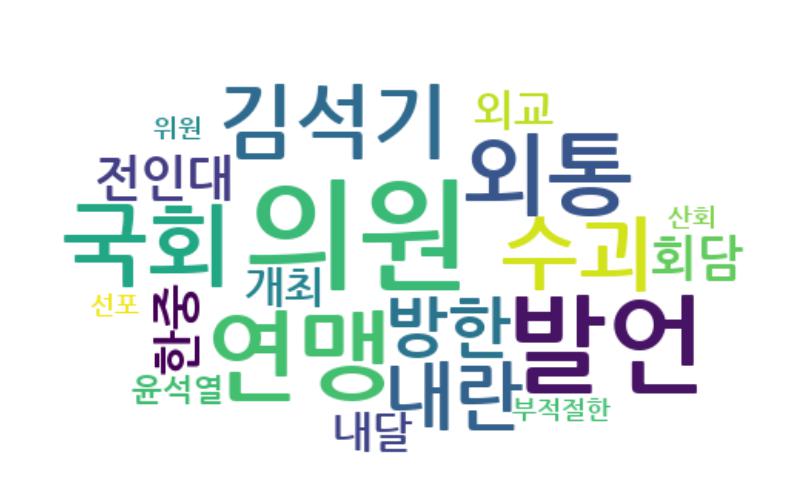 김석기
외교
위원
외통
전인대
의원
국회
산회
수괴
회담
개최
선포
한중
방한
발언
연맹
내란
윤석열
부적절한
내달